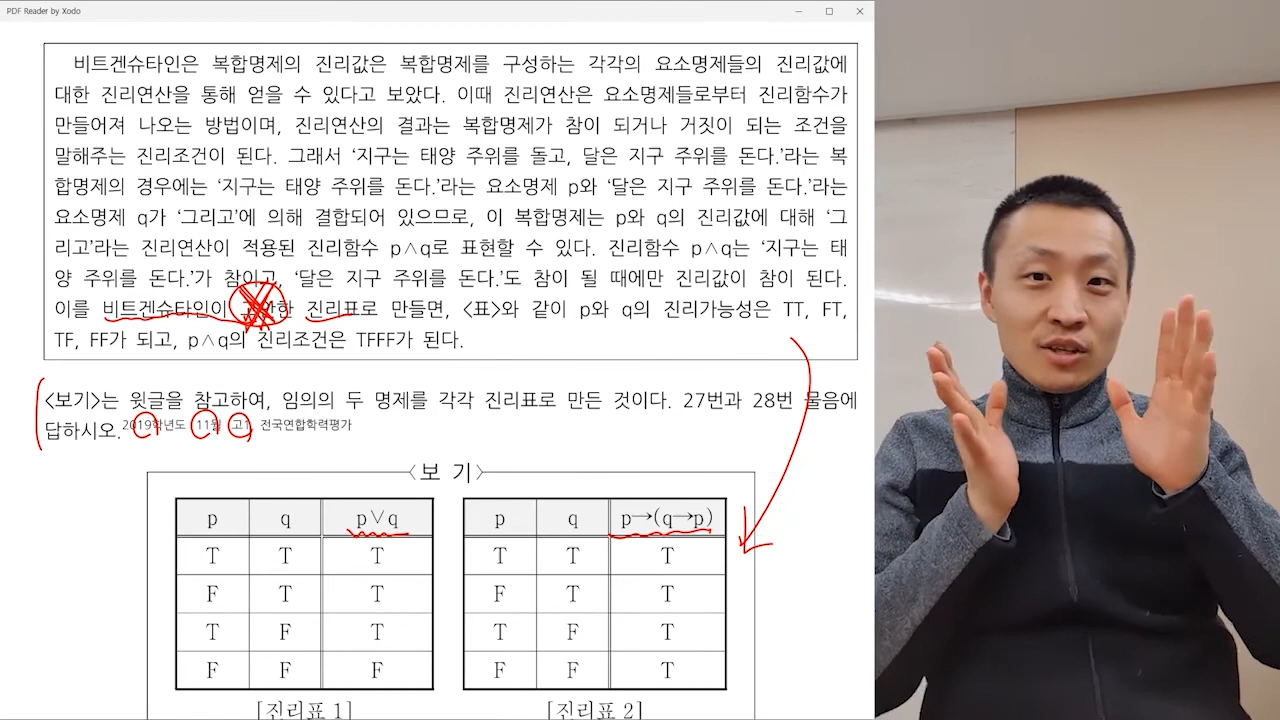 PDF Reader by Xodo
비트겐슈타인은 복합명제의 진리값은 복합명제를 구성하는 각각의 요소명제들의 진리값에
대한 진리연산을 통해 얻을 수 있다고 보았다. 이때 진리연산은 요소명제들로부터 진리함수가
만들어져 나오는 방법이며, 진리연산의 결과는 복합명제가 참이 되거나 거짓이 되는 조건을
말해주는 진리조건이 된다. 그래서 '지구는 태양 주위를 돌고, 달은 지구 주위를 돈다.'라는 복
합명제의 경우에는 '지구는 태양 주위를 돈다.'라는 요소명제 p와 '달은 지구 주위를 돈다.'라는
요소명제 q가 '그리고'에 의해 결합되어 있으므로, 이 복합명제는 p와 q의 진리값에 대해 '그
리고'라는 진리연산이 적용된 진리함수 p∧q로 표현할 수 있다. 진리함수 p∧q는 '지구는 태
양 주위를 돈다.'가 참이고, '달은 지구 주위를 돈다.'도 참이 될 때에만 진리값이 참이 된다.
이를 비트겐슈타인이 진리표로 만들면, <표>와 같이 p와 q의 진리가능성은 TT, FT,
TF, FF가 되고, p∧q의 진리조건은 TFFF가 된다.
<보기>는 윗글을 참고하여, 임의의 두 명제를 각각 진리표로 만든 것이다. 27번과 28번 물음에
답하시오. 2019학년도 11월 고1 전국연합학력평가
<보 기>
p q p∨q
T T T
F T T
T F T
F F F
[진리표 1]
p q p→(q→p)
T T T
F T T
T F T
F F T
[진리표 2]